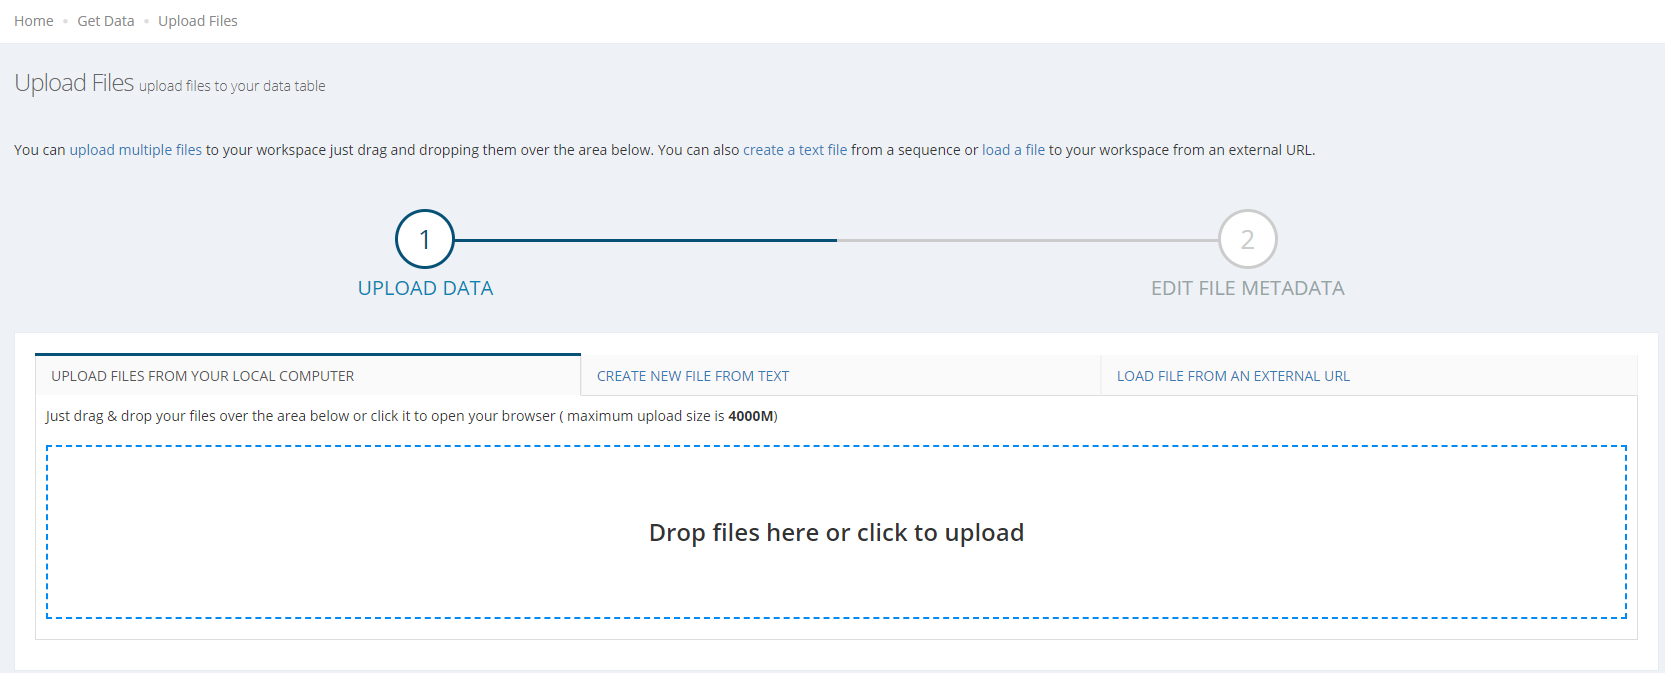 Home • Get Data • Upload Files
Upload Files upload files to your data table
You can upload multiple files to your workspace just drag and dropping them over the area below. You can also create a text file from a sequence or load a file to your workspace from an external URL.
1
2
UPLOAD DATA
EDIT FILE METADATA
UPLOAD FILES FROM YOUR LOCAL COMPUTER
CREATE NEW FILE FROM TEXT
LOAD FILE FROM AN EXTERNAL URL
Just drag & drop your files over the area below or click it to open your browser ( maximum upload size is 4000M)
Drop files here or click to upload